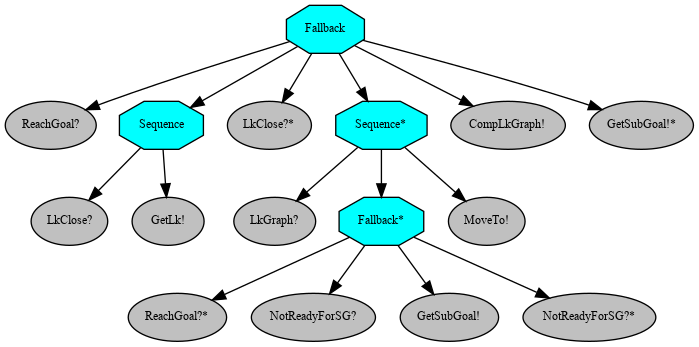 Fallback
ReachGoal?
Sequence
LkClose?*
Sequence*
CompLkGraph!
GetSubGoal!*
LkClose?
GetLk!
LkGraph?
Fallback*
MoveTo!
ReachGoal?*
NotReadyForSG?
GetSubGoal!
NotReadyForSG?*